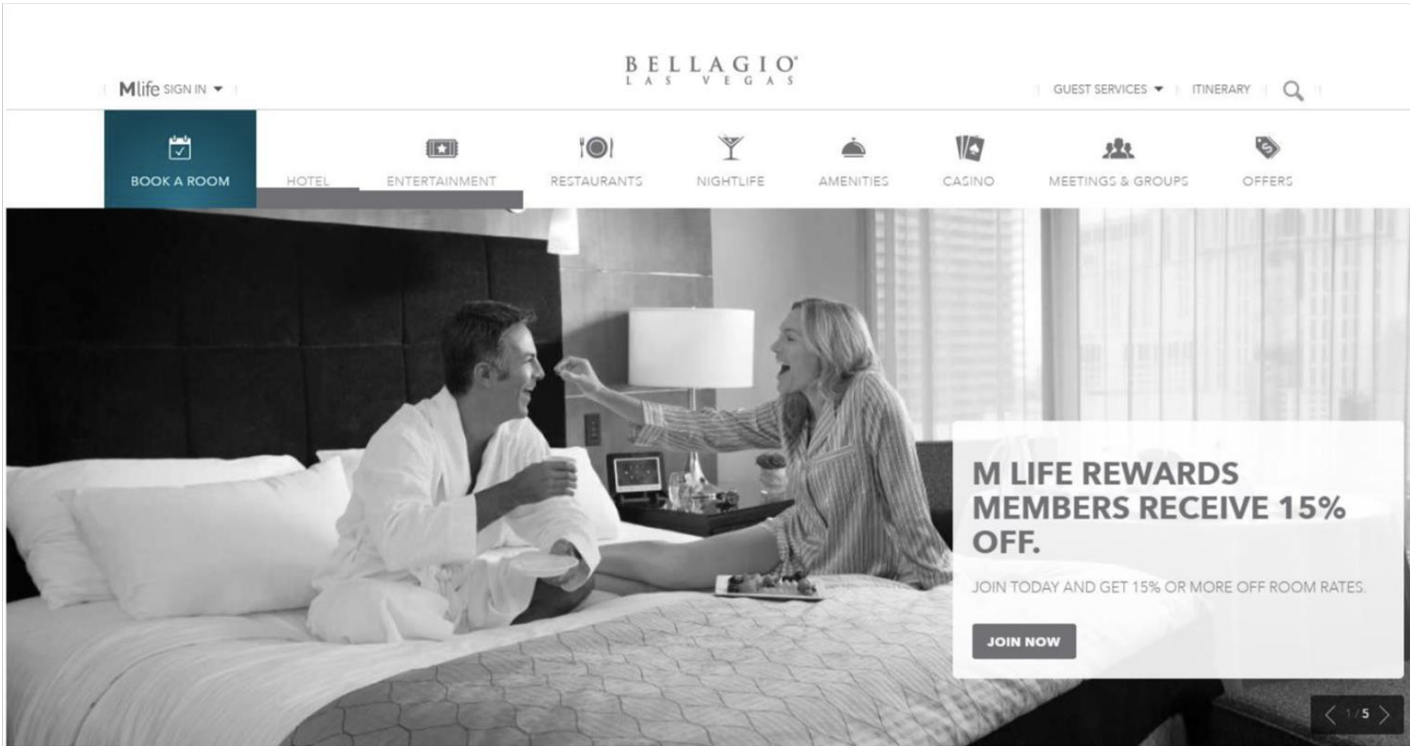 BELLAGIO®
LAS VEGAS
Mlife SIGN IN
GUEST SERVICES
ITINERARY
BOOK A ROOM
HOTEL
ENTERTAINMENT
RESTAURANTS
NIGHTLIFE
AMENITIES
CASINO
MEETINGS & GROUPS
OFFERS
M LIFE REWARDS
MEMBERS RECEIVE 15%
OFF.
JOIN TODAY AND GET 15% OR MORE OFF ROOM RATES.
JOIN NOW
1/5